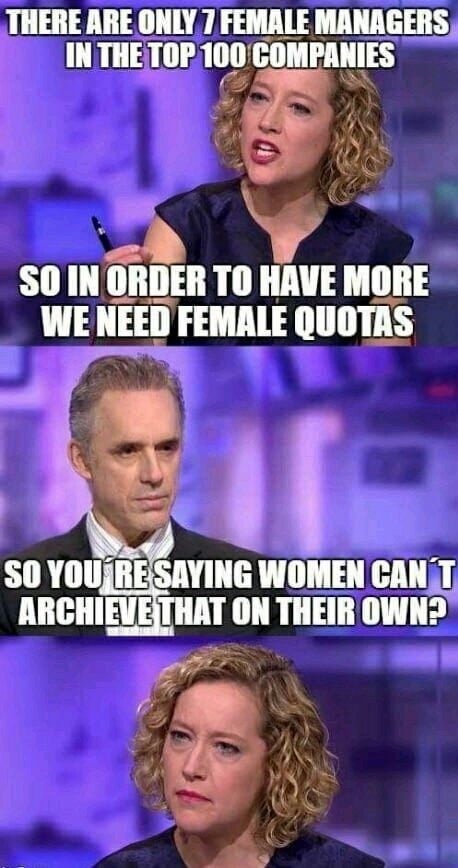 THERE ARE ONLY 7 FEMALE MANAGERS
IN THE TOP 100 COMPANIES
SO IN ORDER TO HAVE MORE
WE NEED FEMALE QUOTAS
SO YOU´RE SAYING WOMEN CAN´T
ARCHIEVE THAT ON THEIR OWN?